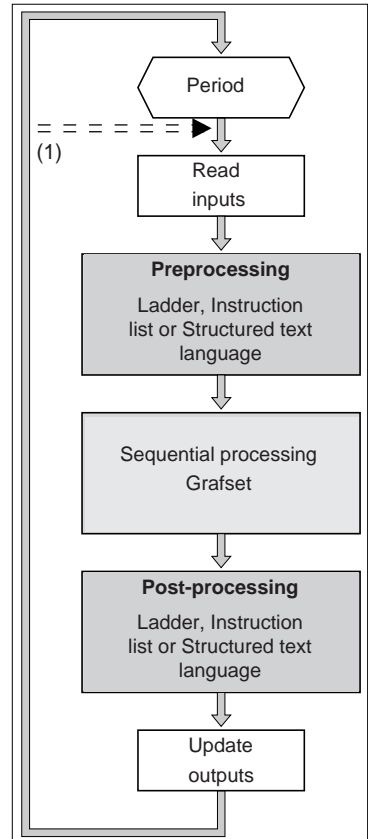 Period
(1)
Read
inputs
Preprocessing
Ladder, Instruction
list or Structured text
language
Sequential processing
Grafset
Post-processing
Ladder, Instruction
list or Structured text
language
Update
outputs